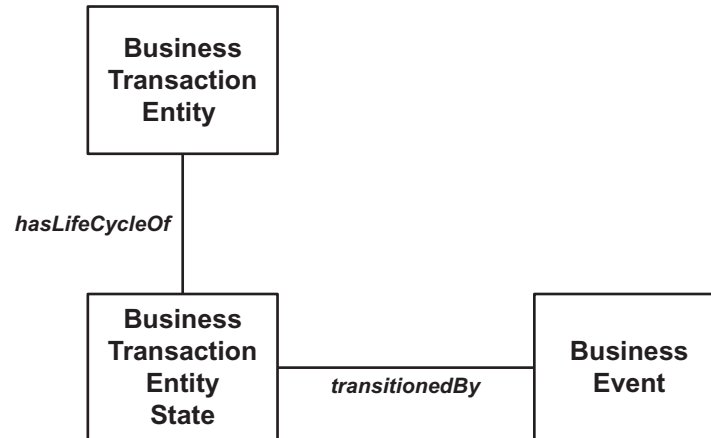 Business
Transaction
Entity
hasLifeCycleOf
Business
Transaction
Entity
State
transitionedBy
Business
Event